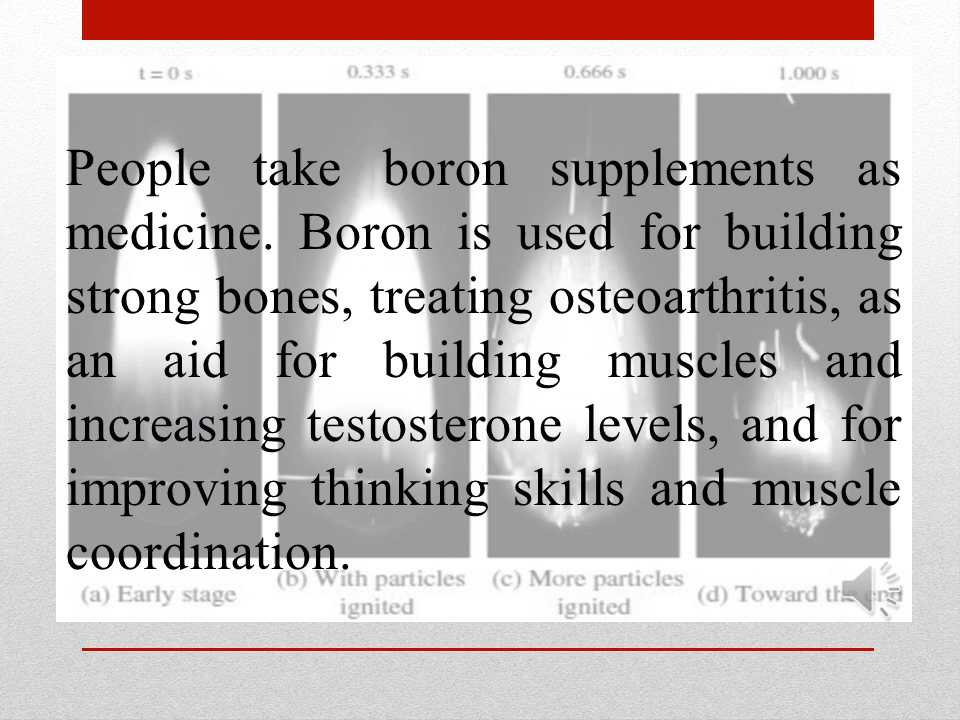 t = 0 s 0.333 s 0.666 s 1.000 s
People take boron supplements as
medicine. Boron is used for building
strong bones, treating osteoarthritis, as
an aid for building muscles and
increasing testosterone levels, and for
improving thinking skills and muscle
coordination.
(a) Early stage
(b) With particles
ignited
(c) More particles
ignited
(d) Toward the end